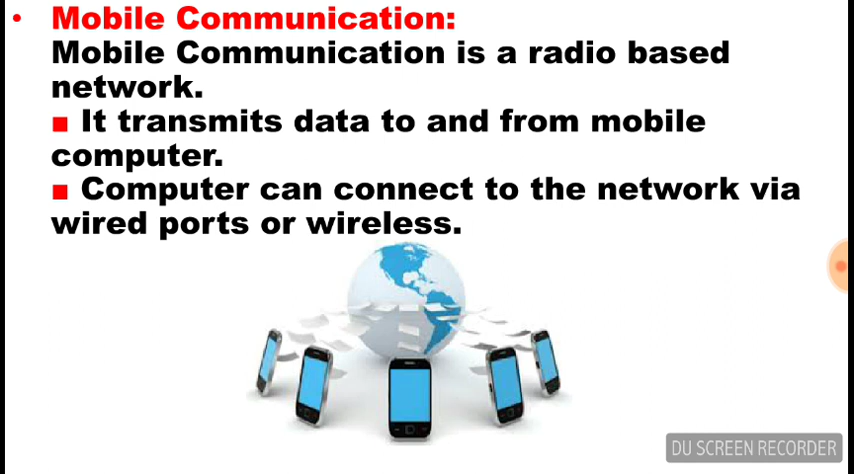 • Mobile Communication:
Mobile Communication is a radio based
network.
■ It transmits data to and from mobile
computer.
■ Computer can connect to the network via
wired ports or wireless.
DU SCREEN RECORDER